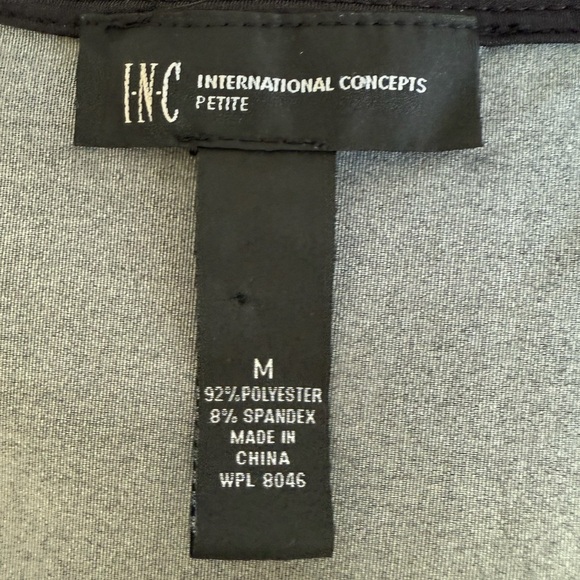 I-N-C INTERNATIONAL CONCEPTS
PETITE
M
92% POLYESTER
8% SPANDEX
MADE IN
CHINA
WPL 8046